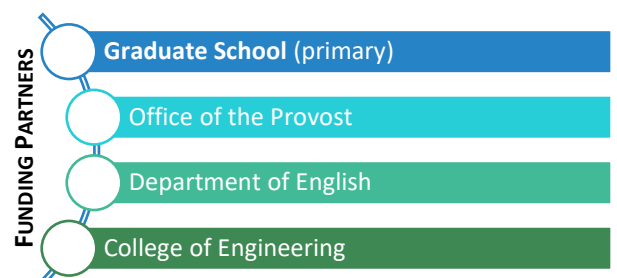 FUNDING PARTNERS
Graduate School (primary)
Office of the Provost
Department of English
College of Engineering